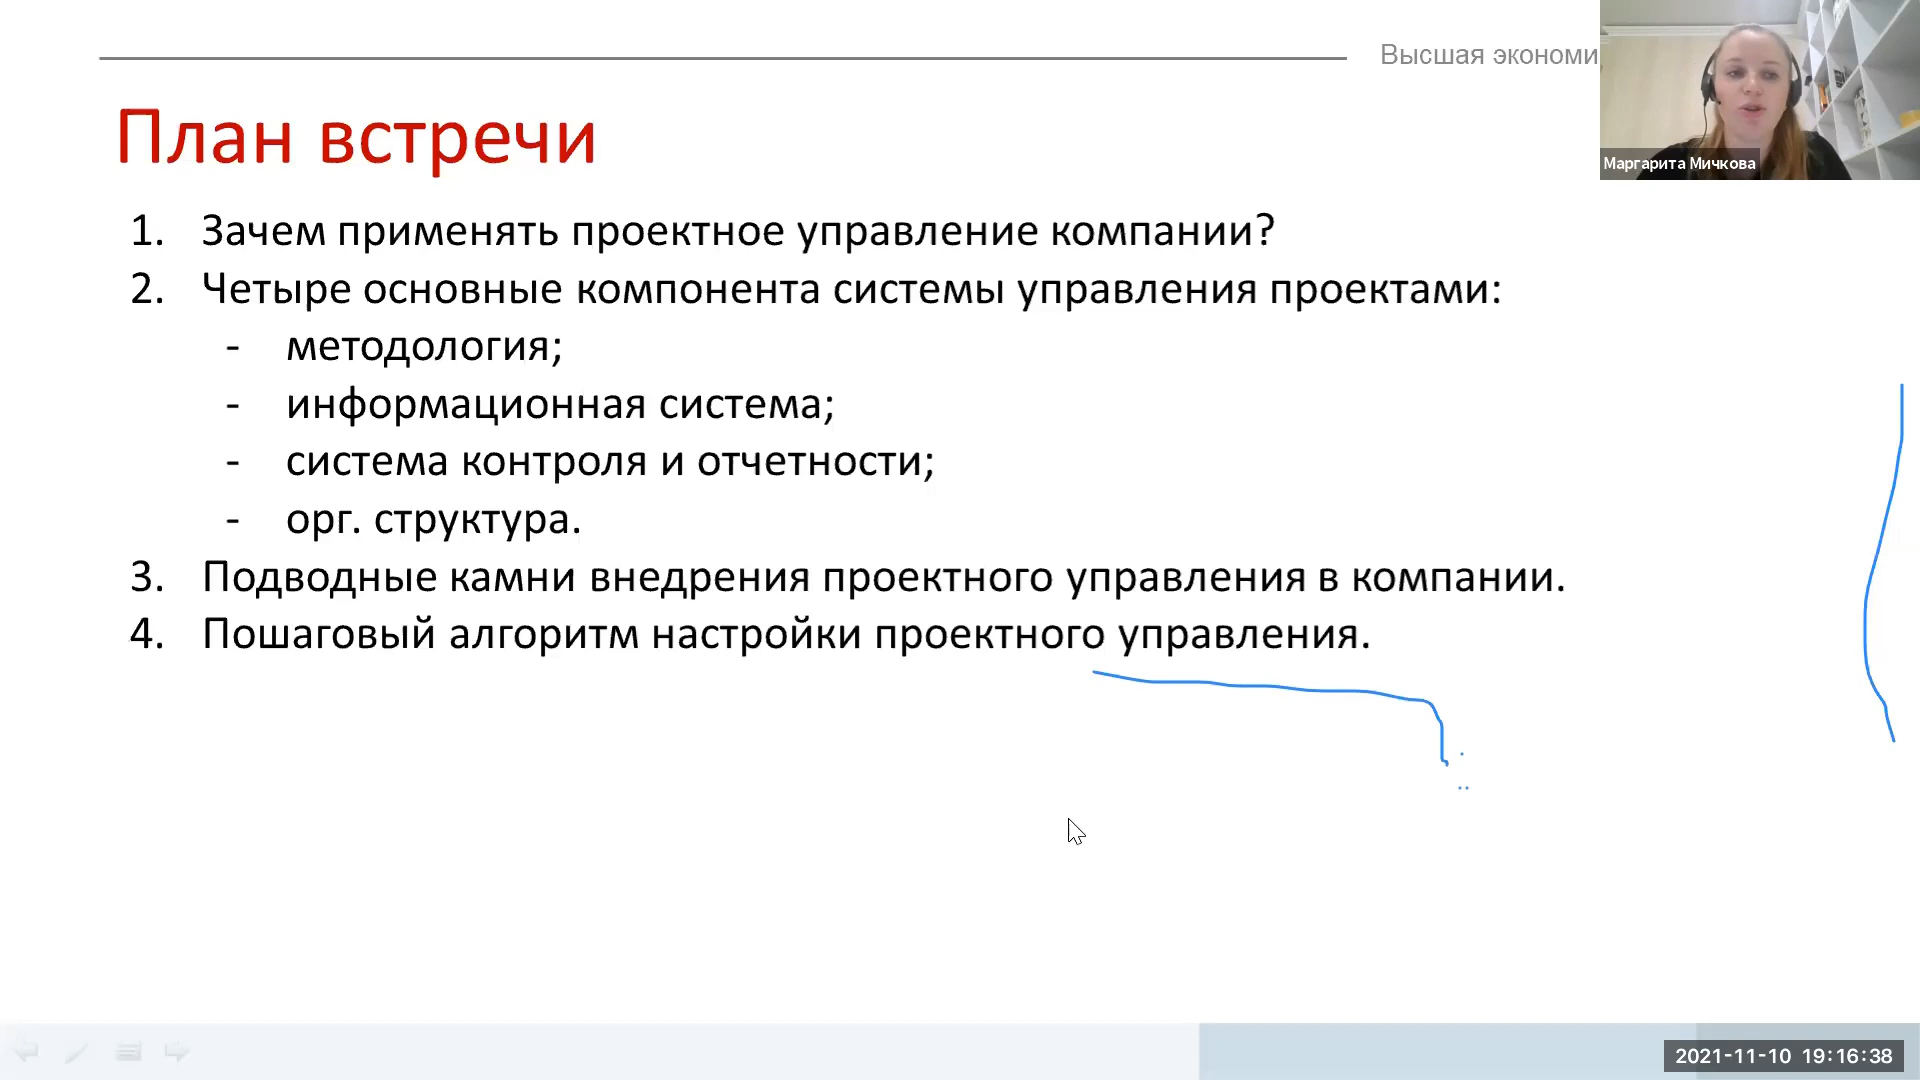 Высшая экономи
Маргарита Мичкова
План встречи
1. Зачем применять проектное управление компании?
2. Четыре основные компонента системы управления проектами:
- методология;
- информационная система;
- система контроля и отчетности;
- орг. структура.
3. Подводные камни внедрения проектного управления в компании.
4. Пошаговый алгоритм настройки проектного управления.
2021-11-10 19:16:38